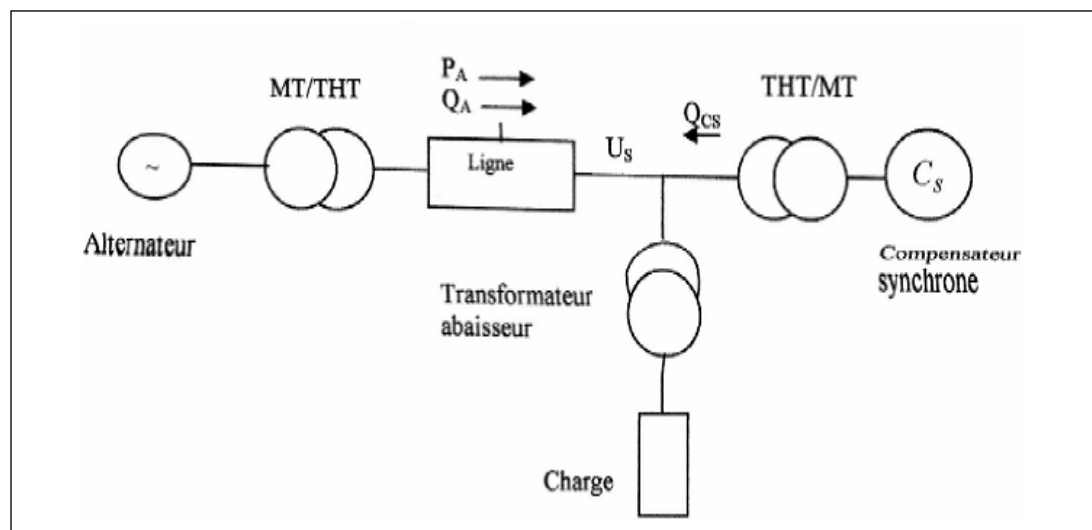 MT/THT
P_A
Q_A
THT/MT
Q_CS
U_S
~
Ligne
C_s
Alternateur
Compensateur
synchrone
Transformateur
abaisseur
Charge